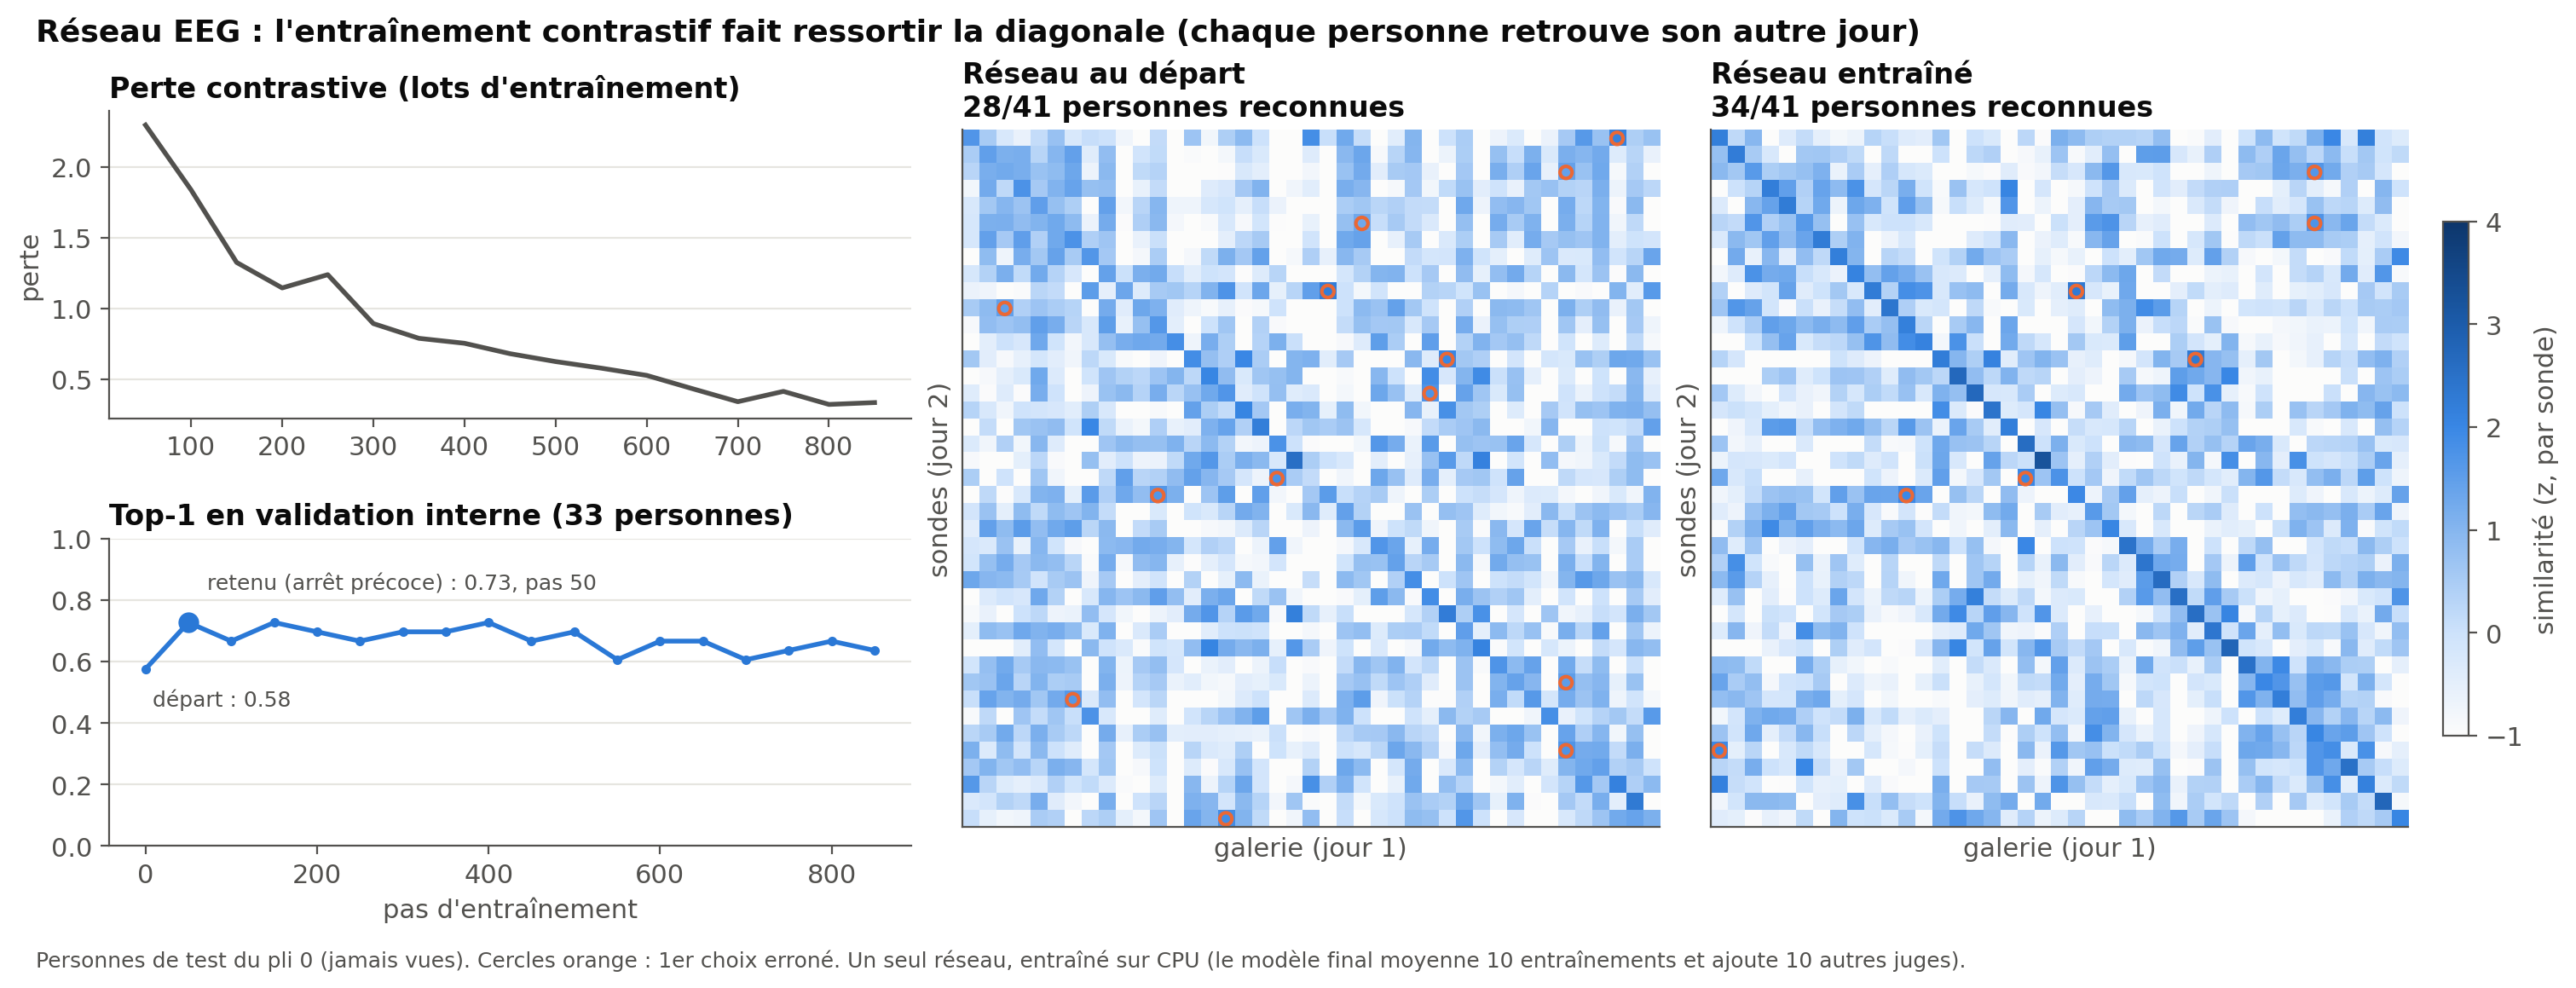 Réseau EEG : l'entraînement contrastif fait ressortir la diagonale (chaque personne retrouve son autre jour)
Perte contrastive (lots d'entraînement)
perte
2.0
1.5
1.0
0.5
100 200 300 400 500 600 700 800
Top-1 en validation interne (33 personnes)
1.0
0.8
0.6
0.4
0.2
0.0
retenu (arrêt précoce) : 0.73, pas 50
départ : 0.58
0 200 400 600 800
pas d'entraînement
Réseau au départ
28/41 personnes reconnues
sondes (jour 2)
galerie (jour 1)
Réseau entraîné
34/41 personnes reconnues
sondes (jour 2)
galerie (jour 1)
4
3
2
1
0
−1
similarité (z, par sonde)
Personnes de test du pli 0 (jamais vues). Cercles orange : 1er choix erroné. Un seul réseau, entraîné sur CPU (le modèle final moyenne 10 entraînements et ajoute 10 autres juges).